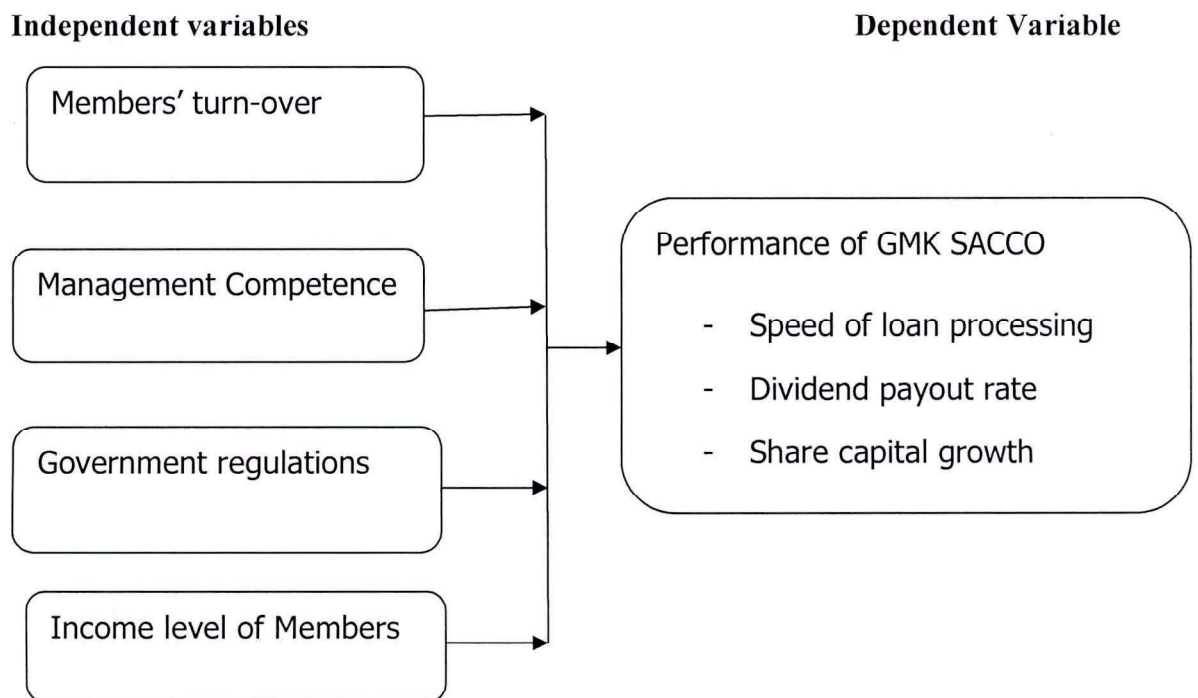 Independent variables
Dependent Variable
Members' turn-over
Management Competence
Government regulations
Income level of Members
Performance of GMK SACCO
- Speed of loan processing
- Dividend payout rate
- Share capital growth